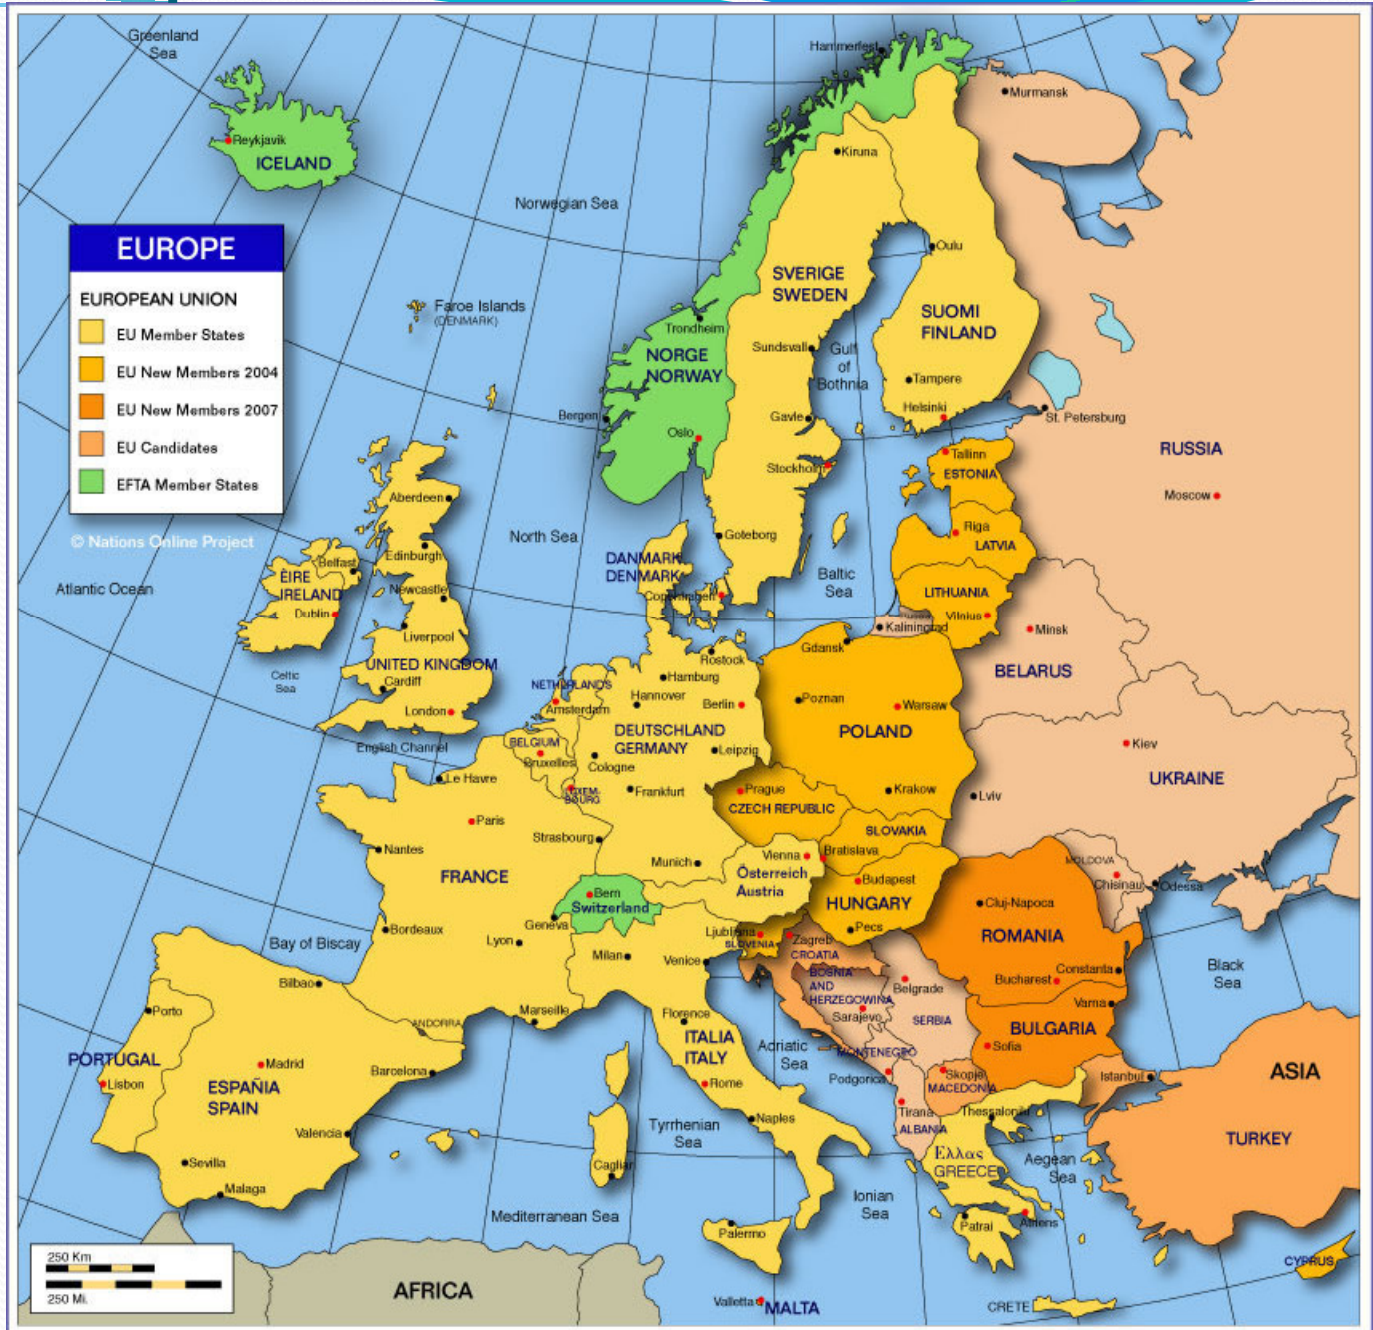 Greenland
Sea
Hammerfest
Murmansk
Reykjavik
ICELAND
Kiruna
Norwegian Sea
EUROPE
EUROPEAN UNION
EU Member States
EU New Members 2004
EU New Members 2007
EU Candidates
EFTA Member States
© Nations Online Project
Oulu
SVERIGE
SWEDEN
SUOMI
FINLAND
Faroe Islands
(DENMARK)
Trondheim
NORGE
NORWAY
Sundsvall
Gulf
of
Bothnia
Tampere
Bergen
Gavle
Helsinki
St. Petersburg
Oslo
RUSSIA
Stockholm
Tallinn
ESTONIA
Moscow
Aberdeen
North Sea
Goteborg
Riga
LATVIA
Edinburgh
Belfast
DANMARK
DENMARK
Baltic
Sea
Atlantic Ocean
ÈIRE
IRELAND
Newcastle
Copenhagen
LITHUANIA
Dublin
Vilnius
Kaliningrad
Minsk
Liverpool
Gdansk
UNITED KINGDOM
Rostock
BELARUS
Celtic
Sea
Cardiff
Hamburg
NETHERLANDS
Hannover
Poznan
London
Amsterdam
Berlin
Warsaw
English Channel
DEUTSCHLAND
GERMANY
POLAND
BELGIUM
Bruxelles
Leipzig
Kiev
Cologne
UKRAINE
Le Havre
LUXEM-
BOURG
Frankfurt
Prague
Krakow
Lviv
CZECH REPUBLIC
Paris
Strasbourg
SLOVAKIA
Nantes
Munich
Vienna
Bratislava
MOLDOVA
FRANCE
Österreich
Austria
Budapest
Chisinau
Odessa
Bern
Switzerland
HUNGARY
Cluj-Napoca
Geneva
Bordeaux
Lyon
Ljubljana
SLOVENIA
Zagreb
CROATIA
Pecs
ROMANIA
Bay of Biscay
Milan
Venice
Bilbao
BOSNIA
AND
HERZEGOWINA
Belgrade
Bucharest
Constanta
Black
Sea
Porto
Marseille
Florence
Sarajevo
SERBIA
Varna
ANDORRA
ITALIA
ITALY
BULGARIA
Adriatic
Sea
MONTENEGRO
Sofia
PORTUGAL
Lisbon
Madrid
Barcelona
Rome
Podgorica
Skopje
MACEDONIA
Istanbul
ASIA
ESPAÑIA
SPAIN
Naples
Tirana
ALBANIA
Thessaloniki
Valencia
Tyrrhenian
Sea
TURKEY
Ελλας
GREECE
Aegean
Sea
Sevilla
Cagliari
Malaga
Ionian
Sea
Mediterranean Sea
Palermo
Patrai
Athens
250 Km
250 Mi.
AFRICA
CYPRUS
Valletta
MALTA
CRETE